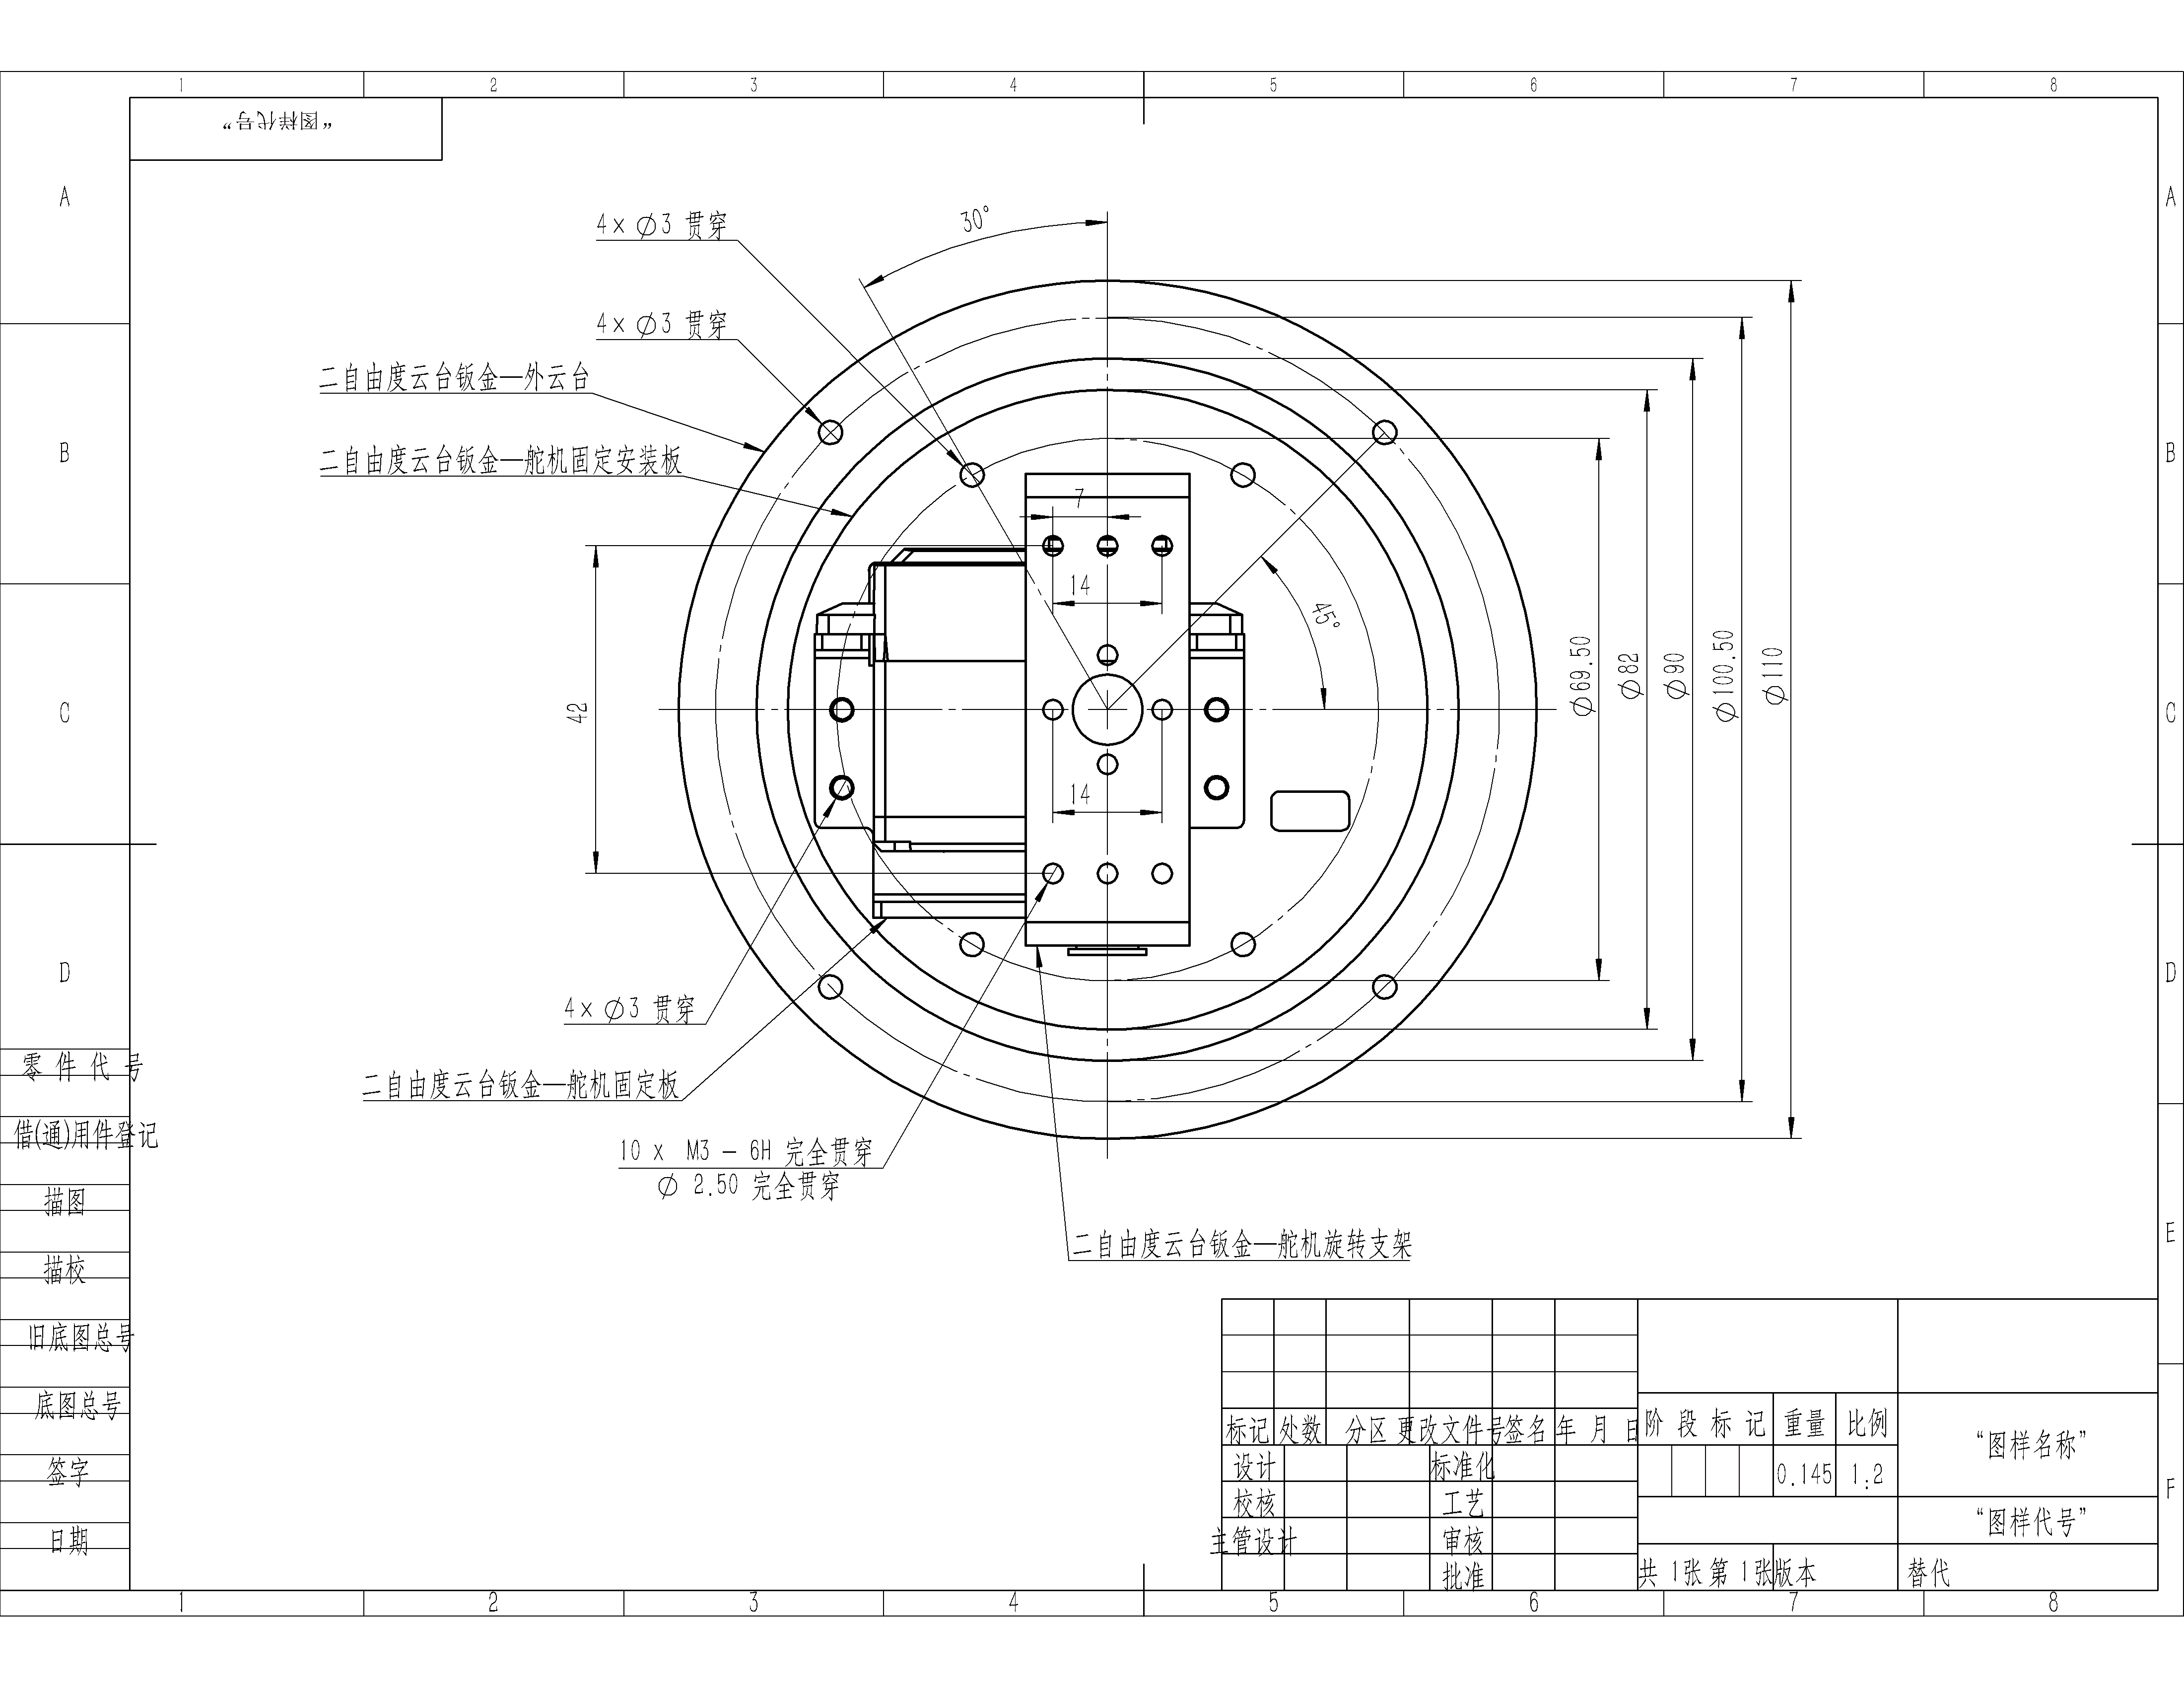 1 2 3 4 5 6 7 8
“图样代号”
A A
4× ∅3 贯穿
30°
4× ∅3 贯穿
二自由度云台钣金—外云台
B B
二自由度云台钣金—舵机固定安装板
7
14
45°
∅69.50
∅82
∅90
∅100.50
∅110
42
C C
14
D D
4× ∅3 贯穿
零件代号
二自由度云台钣金—舵机固定板
借(通)用件登记
10 × M3 - 6H 完全贯穿
∅ 2.50 完全贯穿
描图
二自由度云台钣金—舵机旋转支架
E
描校
旧底图总号
底图总号
标记 处数 分区 更改文件号 签名 年 月 日 阶段标记 重量 比例
“图样名称”
签字
设计 标准化
0.145 1:2
F
校核 工艺
“图样代号”
日期
主管设计 审核
批准
共 1张 第 1张 版本 替代
1 2 3 4 5 6 7 8